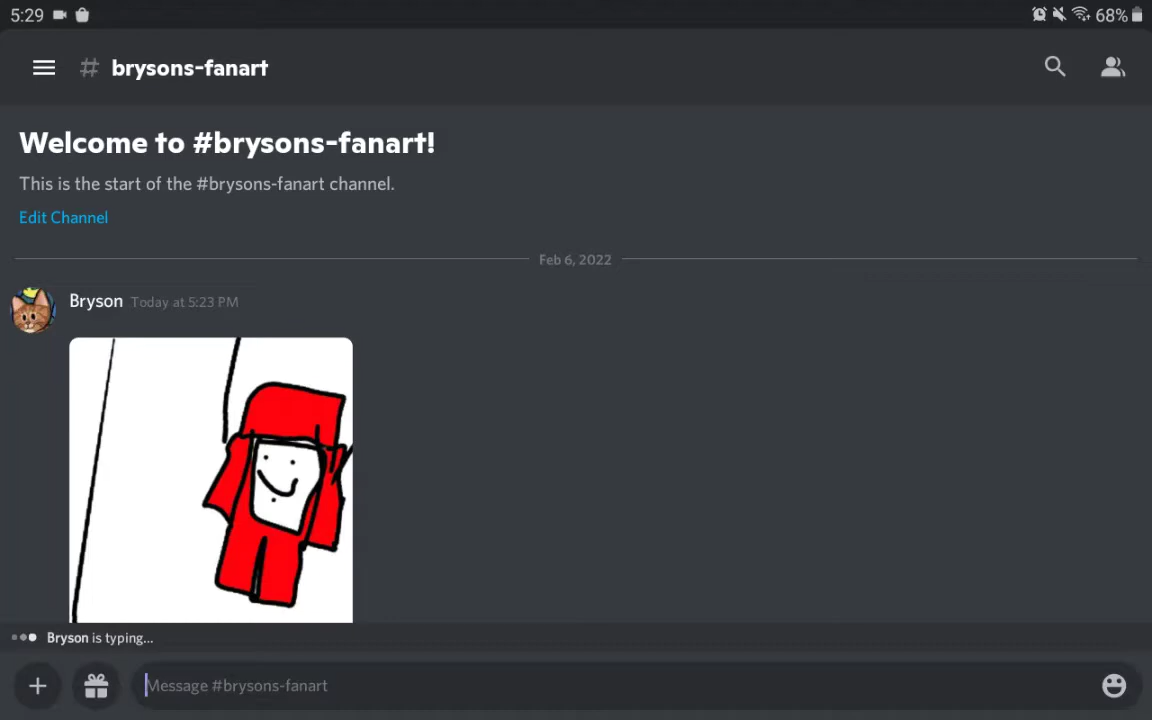 5:29
68%
# brysons-fanart
Welcome to #brysons-fanart!
This is the start of the #brysons-fanart channel.
Edit Channel
Feb 6, 2022
Bryson Today at 5:23 PM
Bryson is typing...
Message #brysons-fanart